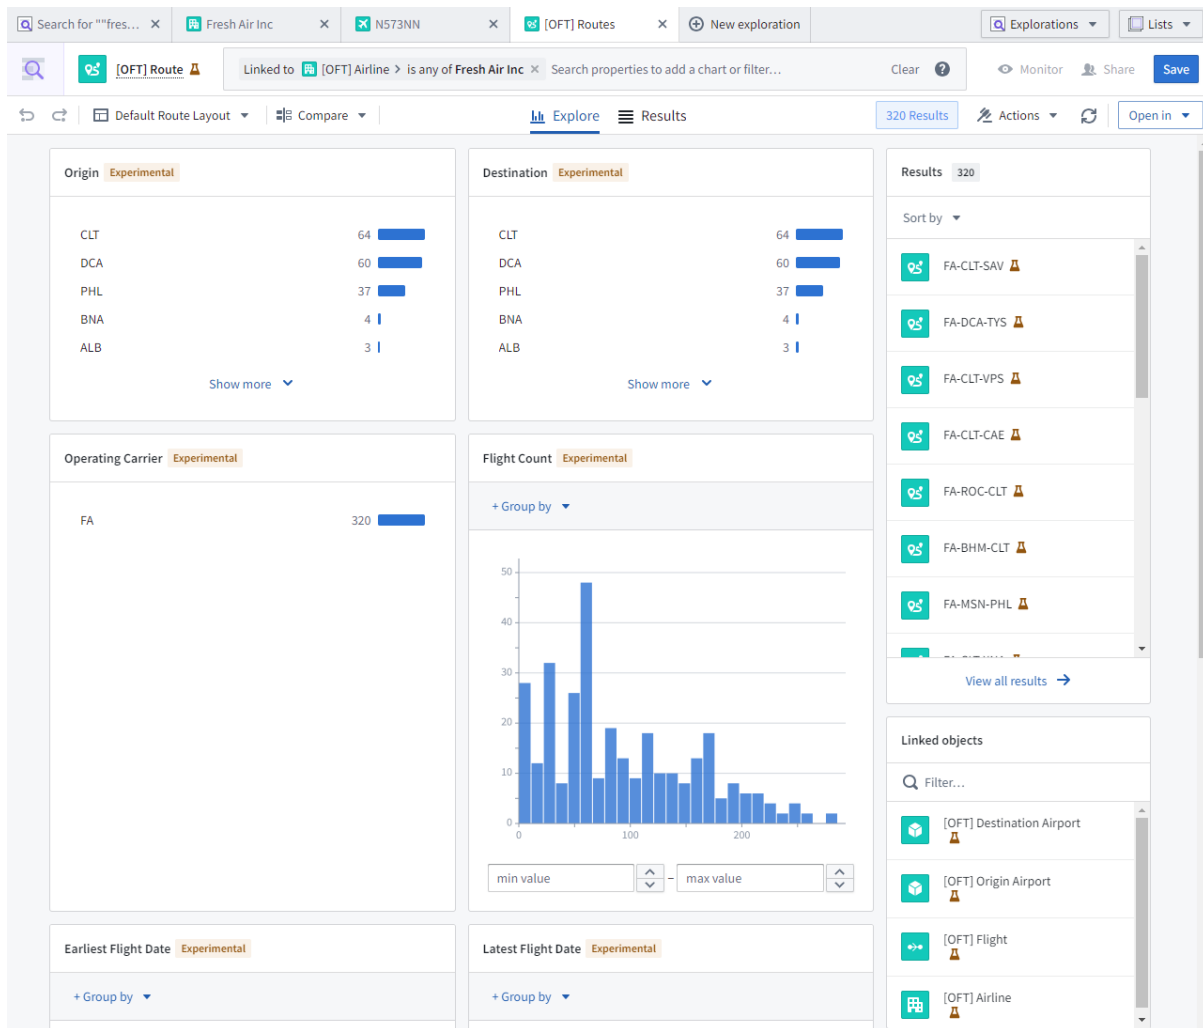 Search for ""fres…
Fresh Air Inc
N573NN
[OFT] Routes
New exploration
Explorations
Lists
[OFT] Route
Linked to [OFT] Airline > is any of Fresh Air Inc
Search properties to add a chart or filter…
Clear
Monitor
Share
Save
Default Route Layout
Compare
Explore
Results
320 Results
Actions
Open in
Origin Experimental
CLT 64
DCA 60
PHL 37
BNA 4
ALB 3
Show more
Destination Experimental
CLT 64
DCA 60
PHL 37
BNA 4
ALB 3
Show more
Results 320
Sort by
FA-CLT-SAV
FA-DCA-TYS
FA-CLT-VPS
FA-CLT-CAE
FA-ROC-CLT
FA-BHM-CLT
FA-MSN-PHL
View all results
Operating Carrier Experimental
FA 320
Flight Count Experimental
+ Group by
50
40
30
20
10
0
0 100 200
min value – max value
Linked objects
Filter…
[OFT] Destination Airport
[OFT] Origin Airport
[OFT] Flight
[OFT] Airline
Earliest Flight Date Experimental
+ Group by
Latest Flight Date Experimental
+ Group by